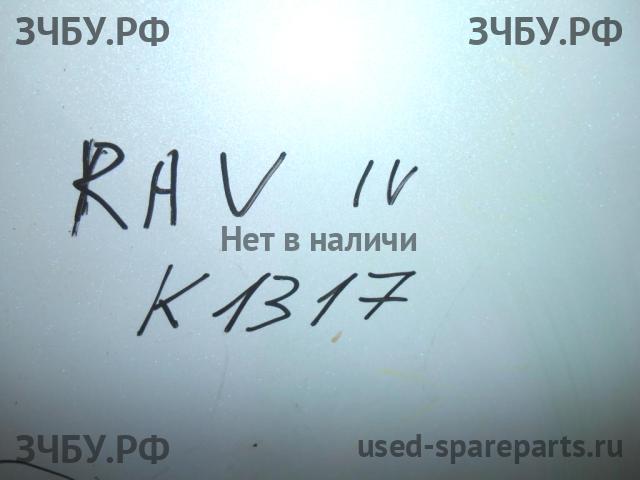 ЗЧБУ.РФ ЗЧБУ.РФ
RAV IV
Нет в наличи
K1317
ЗЧБУ.РФ used-spareparts.ru